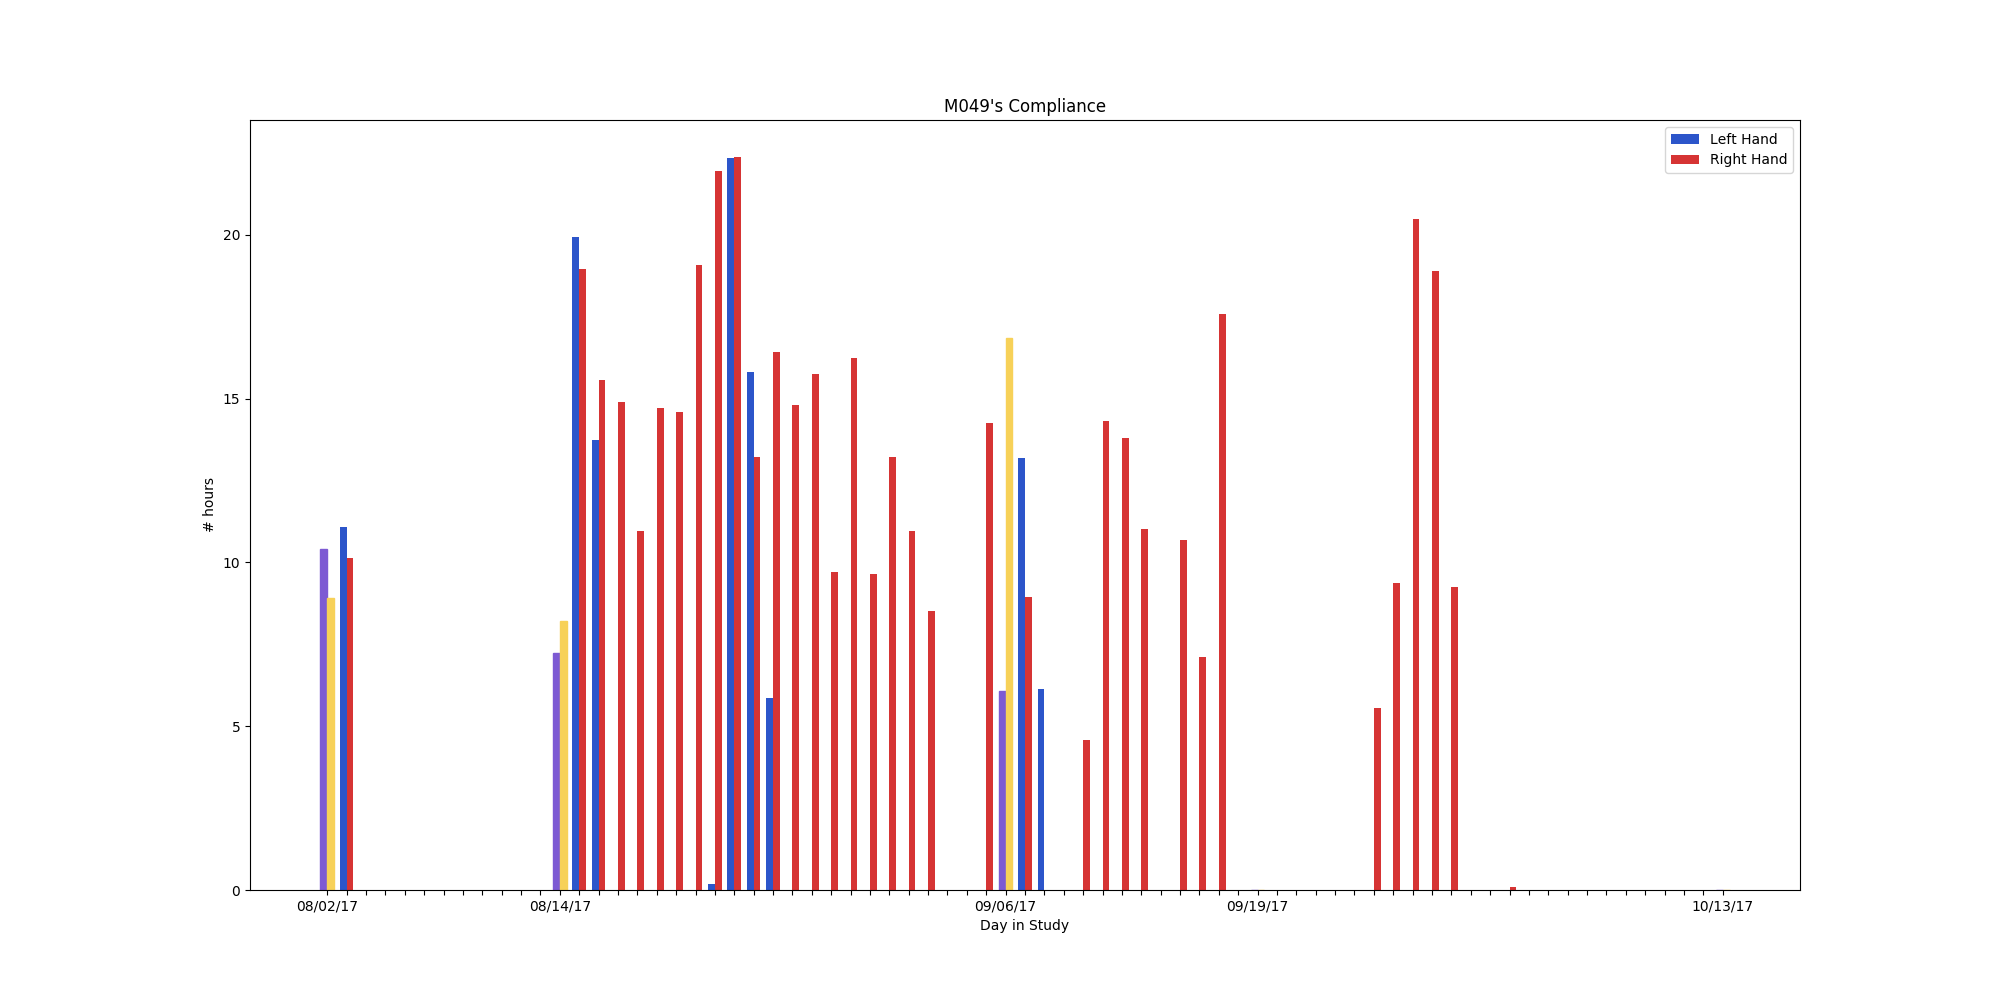 M049's Compliance
Left Hand
Right Hand
20
15
10
5
0
# hours
08/02/17
08/14/17
09/06/17
09/19/17
10/13/17
Day in Study